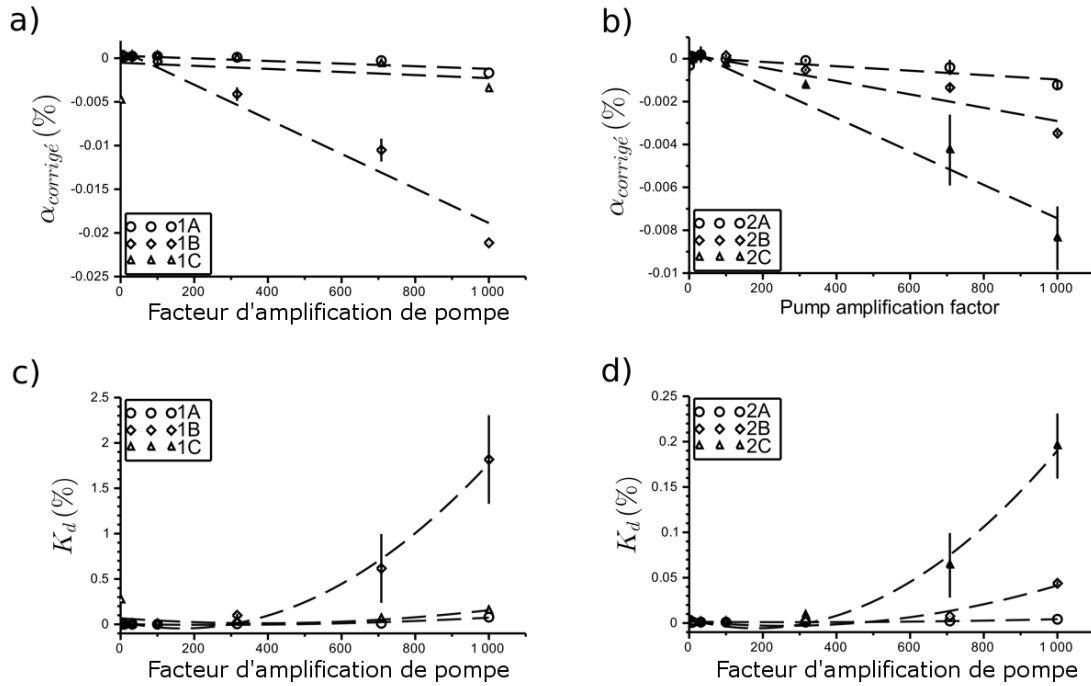 a)
0
-0.005
-0.01
-0.015
-0.02
-0.025
α_corrigé (%)
1A
1B
1C
0 200 400 600 800 1 000
Facteur d'amplification de pompe
b)
0
-0.002
-0.004
-0.006
-0.008
-0.01
α_corrigé (%)
2A
2B
2C
0 200 400 600 800 1 000
Pump amplification factor
c)
2.5
2
1.5
1
0.5
0
K_d (%)
1A
1B
1C
0 200 400 600 800 1 000
Facteur d'amplification de pompe
d)
0.25
0.2
0.15
0.1
0.05
0
K_d (%)
2A
2B
2C
0 200 400 600 800 1 000
Facteur d'amplification de pompe